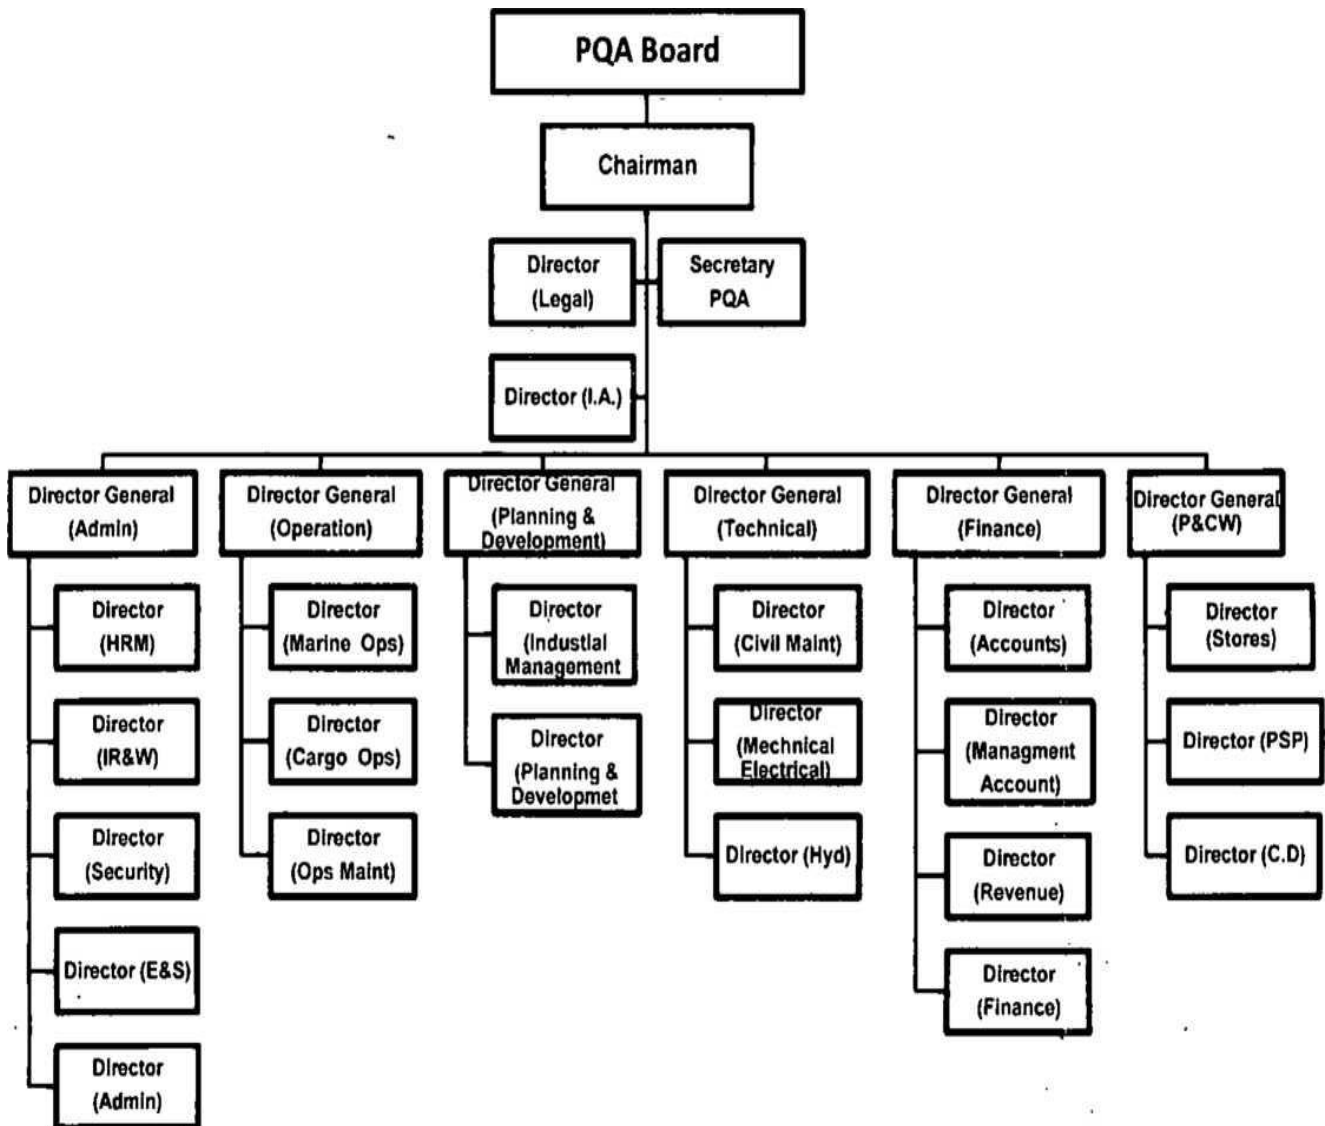 PQA Board
Chairman
Director
(Legal)
Secretary
PQA
Director (I.A.)
Director General
(Admin)
Director General
(Operation)
Director General
(Planning &
Development)
Director General
(Technical)
Director General
(Finance)
Director General
(P&CW)
Director
(HRM)
Director
(IR&W)
Director
(Security)
Director (E&S)
Director
(Admin)
Director
(Marine Ops)
Director
(Cargo Ops)
Director
(Ops Maint)
Director
(Industial
Management
Director
(Planning &
Developmet
Director
(Civil Maint)
Director
(Mechnical
Electrical)
Director (Hyd)
Director
(Accounts)
Director
(Managment
Account)
Director
(Revenue)
Director
(Finance)
Director
(Stores)
Director (PSP)
Director (C.D)